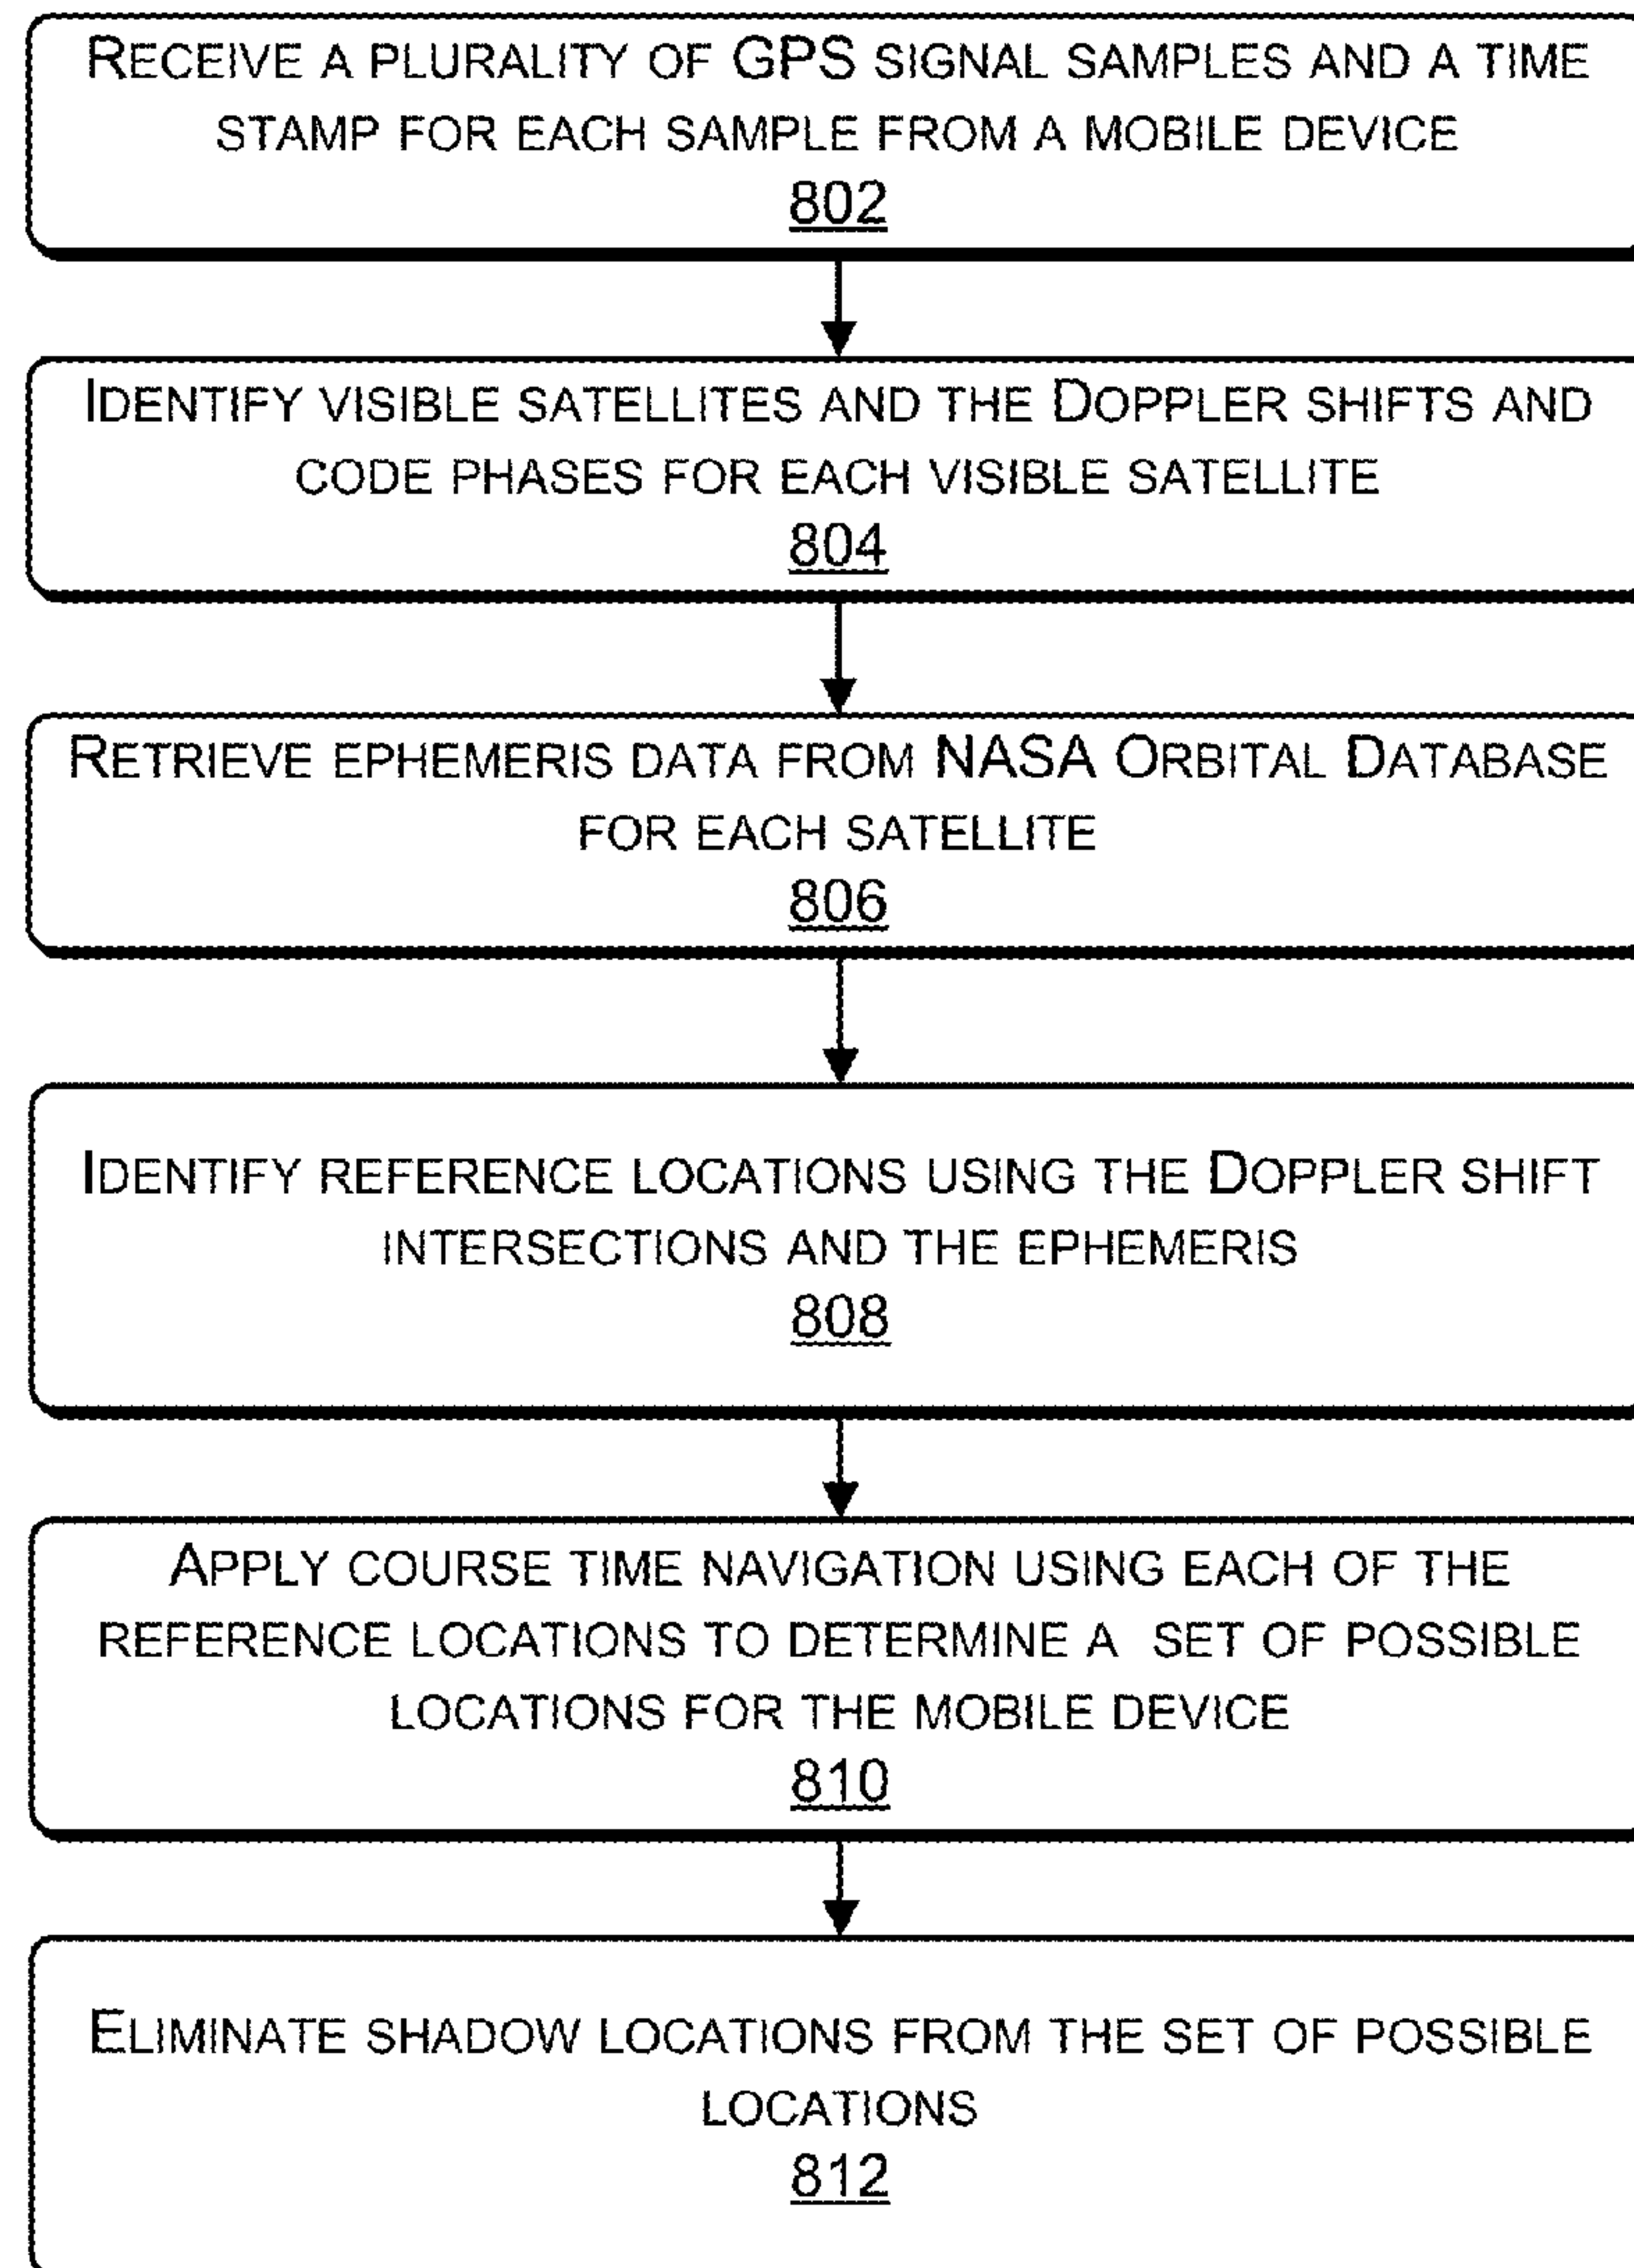 RECEIVE A PLURALITY OF GPS SIGNAL SAMPLES AND A TIME
STAMP FOR EACH SAMPLE FROM A MOBILE DEVICE
802
IDENTIFY VISIBLE SATELLITES AND THE DOPPLER SHIFTS AND
CODE PHASES FOR EACH VISIBLE SATELLITE
804
RETRIEVE EPHEMERIS DATA FROM NASA ORBITAL DATABASE
FOR EACH SATELLITE
806
IDENTIFY REFERENCE LOCATIONS USING THE DOPPLER SHIFT
INTERSECTIONS AND THE EPHEMERIS
808
APPLY COURSE TIME NAVIGATION USING EACH OF THE
REFERENCE LOCATIONS TO DETERMINE A SET OF POSSIBLE
LOCATIONS FOR THE MOBILE DEVICE
810
ELIMINATE SHADOW LOCATIONS FROM THE SET OF POSSIBLE
LOCATIONS
812